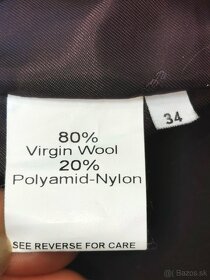 34
80%
Virgin Wool
20%
Polyamid-Nylon
SEE REVERSE FOR CARE
Bazos.sk